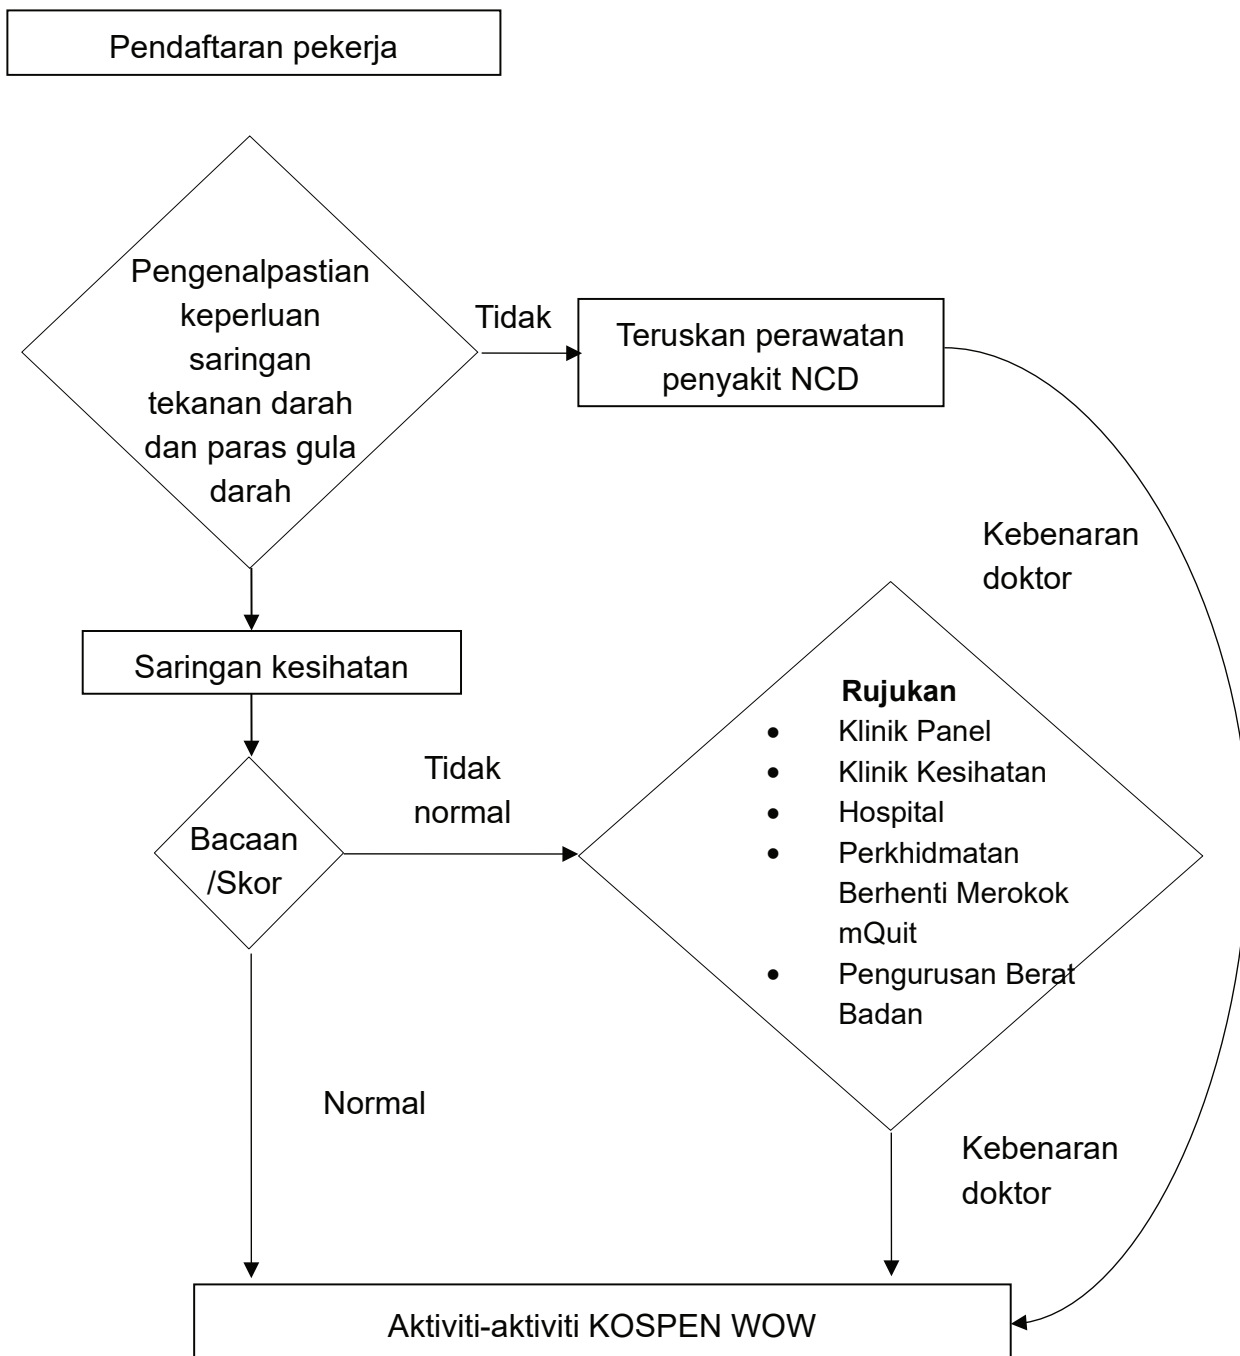 Pendaftaran pekerja
Pengenalpastian
keperluan
saringan
tekanan darah
dan paras gula
darah
Tidak
Teruskan perawatan
penyakit NCD
Kebenaran
doktor
Saringan kesihatan
Tidak
normal
Bacaan
/Skor
Rujukan
• Klinik Panel
• Klinik Kesihatan
• Hospital
• Perkhidmatan
Berhenti Merokok
mQuit
• Pengurusan Berat
Badan
Normal
Kebenaran
doktor
Aktiviti-aktiviti KOSPEN WOW